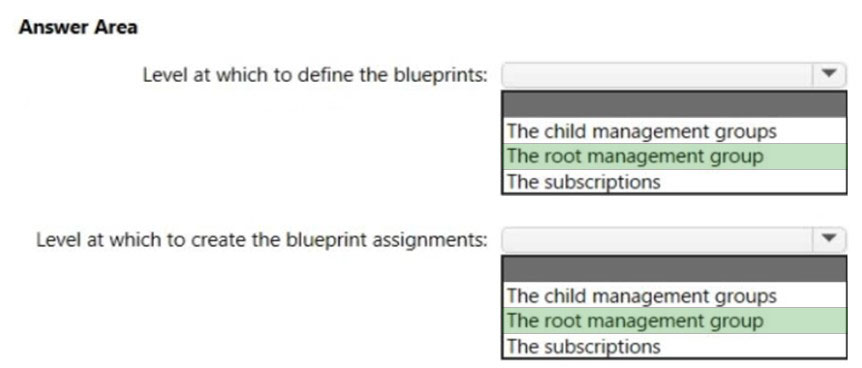 Answer Area
Level at which to define the blueprints:
The child management groups
The root management group
The subscriptions
Level at which to create the blueprint assignments:
The child management groups
The root management group
The subscriptions